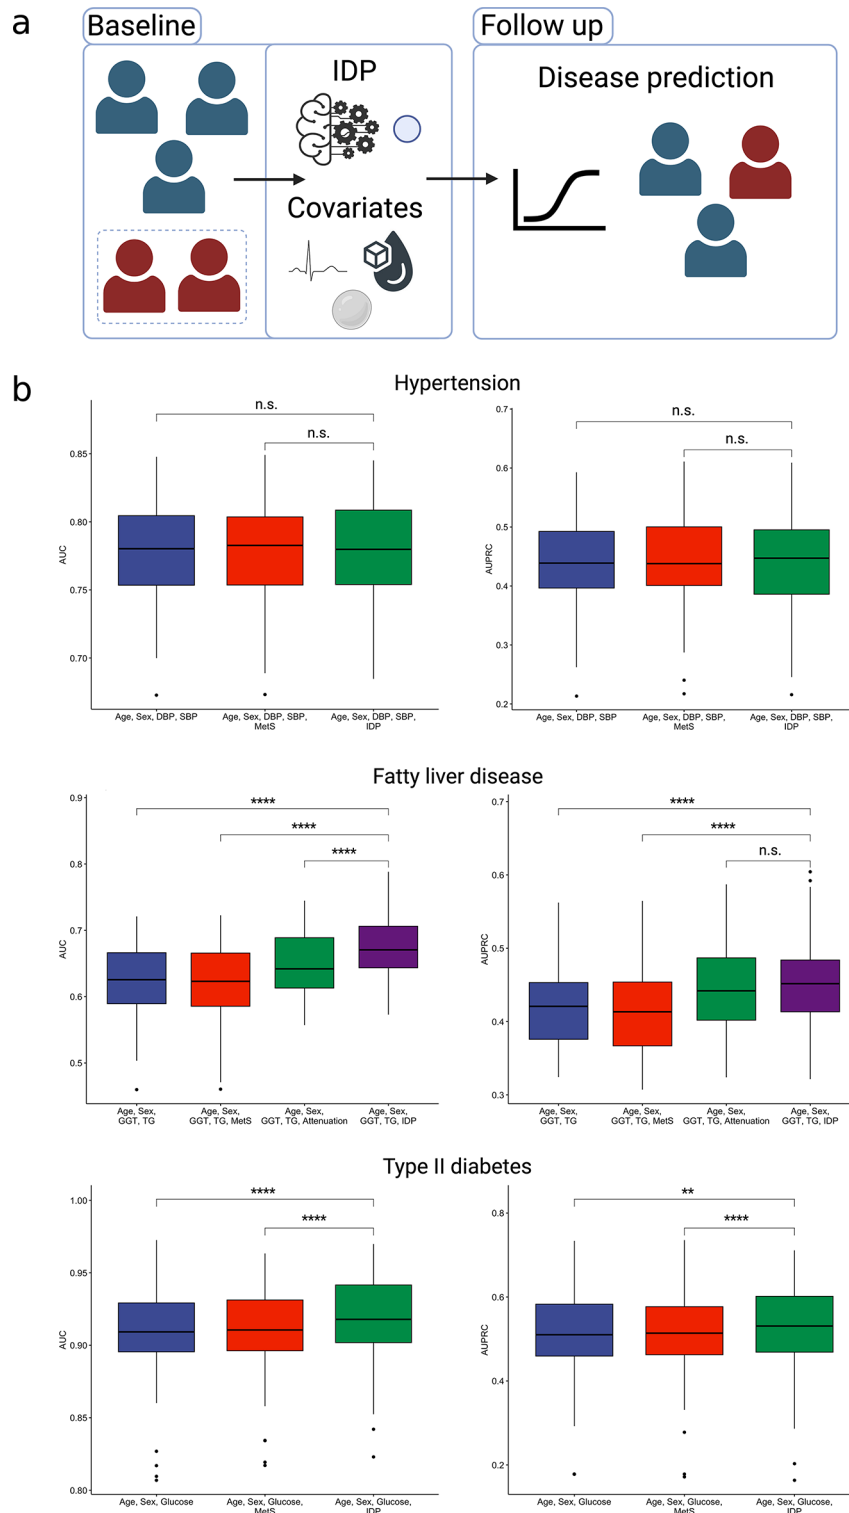 a
Baseline
Follow up
IDP
Disease prediction
Covariates
b
Hypertension
n.s.
n.s.
0.85
0.80
0.75
0.70
AUC
Age, Sex, DBP, SBP
Age, Sex, DBP, SBP,
MetS
Age, Sex, DBP, SBP,
IDP
n.s.
n.s.
0.7
0.6
0.5
0.4
0.3
0.2
AUPRC
Age, Sex, DBP, SBP
Age, Sex, DBP, SBP,
MetS
Age, Sex, DBP, SBP,
IDP
Fatty liver disease
****
****
****
0.9
0.8
0.7
0.6
0.5
AUC
Age, Sex,
GGT, TG
Age, Sex,
GGT, TG, MetS
Age, Sex,
GGT, TG, Attenuation
Age, Sex,
GGT, TG, IDP
****
****
n.s.
0.7
0.6
0.5
0.4
0.3
AUPRC
Age, Sex,
GGT, TG
Age, Sex,
GGT, TG, MetS
Age, Sex,
GGT, TG, Attenuation
Age, Sex,
GGT, TG, IDP
Type II diabetes
****
****
1.00
0.95
0.90
0.85
0.80
AUC
Age, Sex, Glucose
Age, Sex, Glucose,
MetS
Age, Sex, Glucose,
IDP
**
****
0.8
0.6
0.4
0.2
AUPRC
Age, Sex, Glucose
Age, Sex, Glucose,
MetS
Age, Sex, Glucose,
IDP